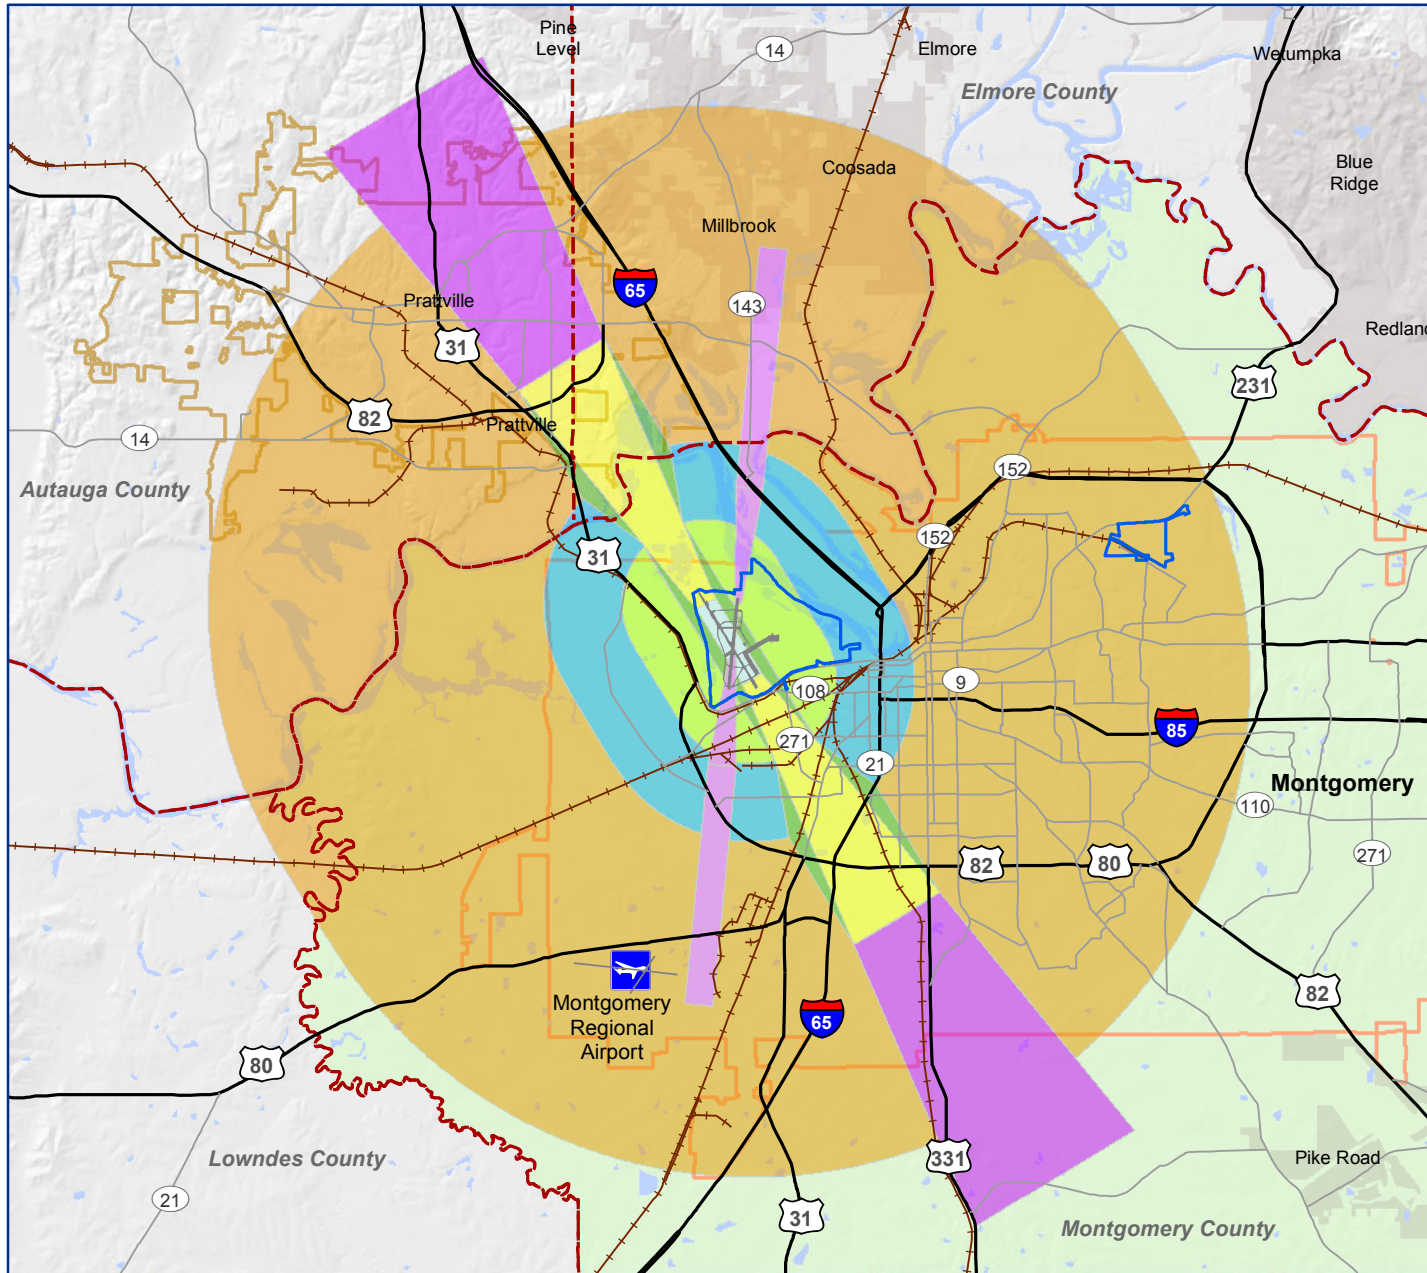 Pine
Level
14
Elmore
Wetumpka
Elmore County
Coosada
Blue
Ridge
Millbrook
65
Prattville
143
31
Redland
231
82
Prattville
14
152
Autauga County
152
31
9
108
85
271
21
Montgomery
110
82
80
271
Montgomery
Regional
Airport
82
65
80
Lowndes County
331
Pike Road
21
31
Montgomery County